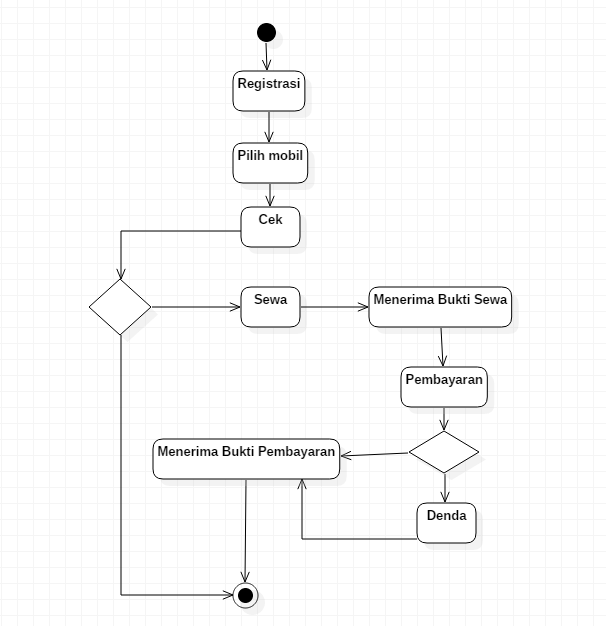 Registrasi
Pilih mobil
Cek
Sewa
Menerima Bukti Sewa
Pembayaran
Menerima Bukti Pembayaran
Denda